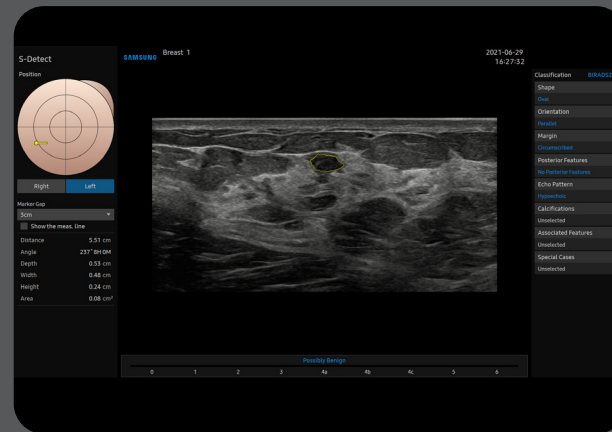 S-Detect
Position
Right Left
Marker Gap
3cm
Show the meas. line
Distance 5.51 cm
Angle 237˚8H 0M
Depth 0.53 cm
Width 0.48 cm
Height 0.24 cm
Area 0.08 cm²
SAMSUNG Breast 1
2021-06-29
16:27:32
Possibly Benign
0 1 2 3 4a 4b 4c 5 6
Classification BIRADS2
Shape
Oval
Orientation
Parallel
Margin
Circumscribed
Posterior Features
No Posterior Features
Echo Pattern
Hypoechoic
Calcifications
Unselected
Associated Features
Unselected
Special Cases
Unselected